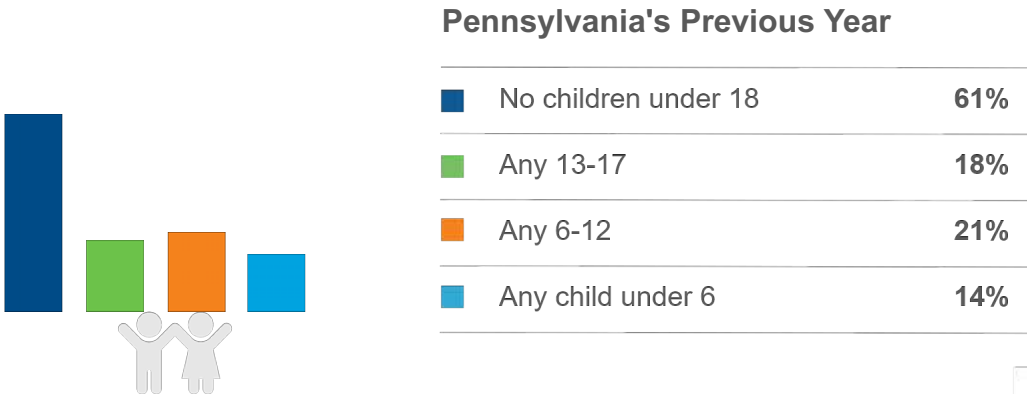 Pennsylvania's Previous Year
No children under 18 61%
Any 13-17 18%
Any 6-12 21%
Any child under 6 14%